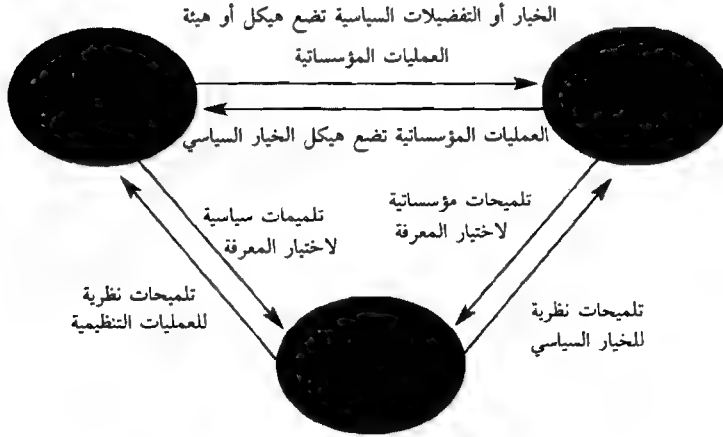 الخيار أو التفضيلات السياسية تضع هيكل أو هيئة
العمليات المؤسساتية
العمليات المؤسساتية تضع هيكل الخيار السياسي
تلميحات مؤسساتية
لاختيار المعرفة
تلميمات سياسية
لاختيار المعرفة
تلميحات نظرية
للعمليات التنظيمية
تلميحات نظرية
للخيار السياسي